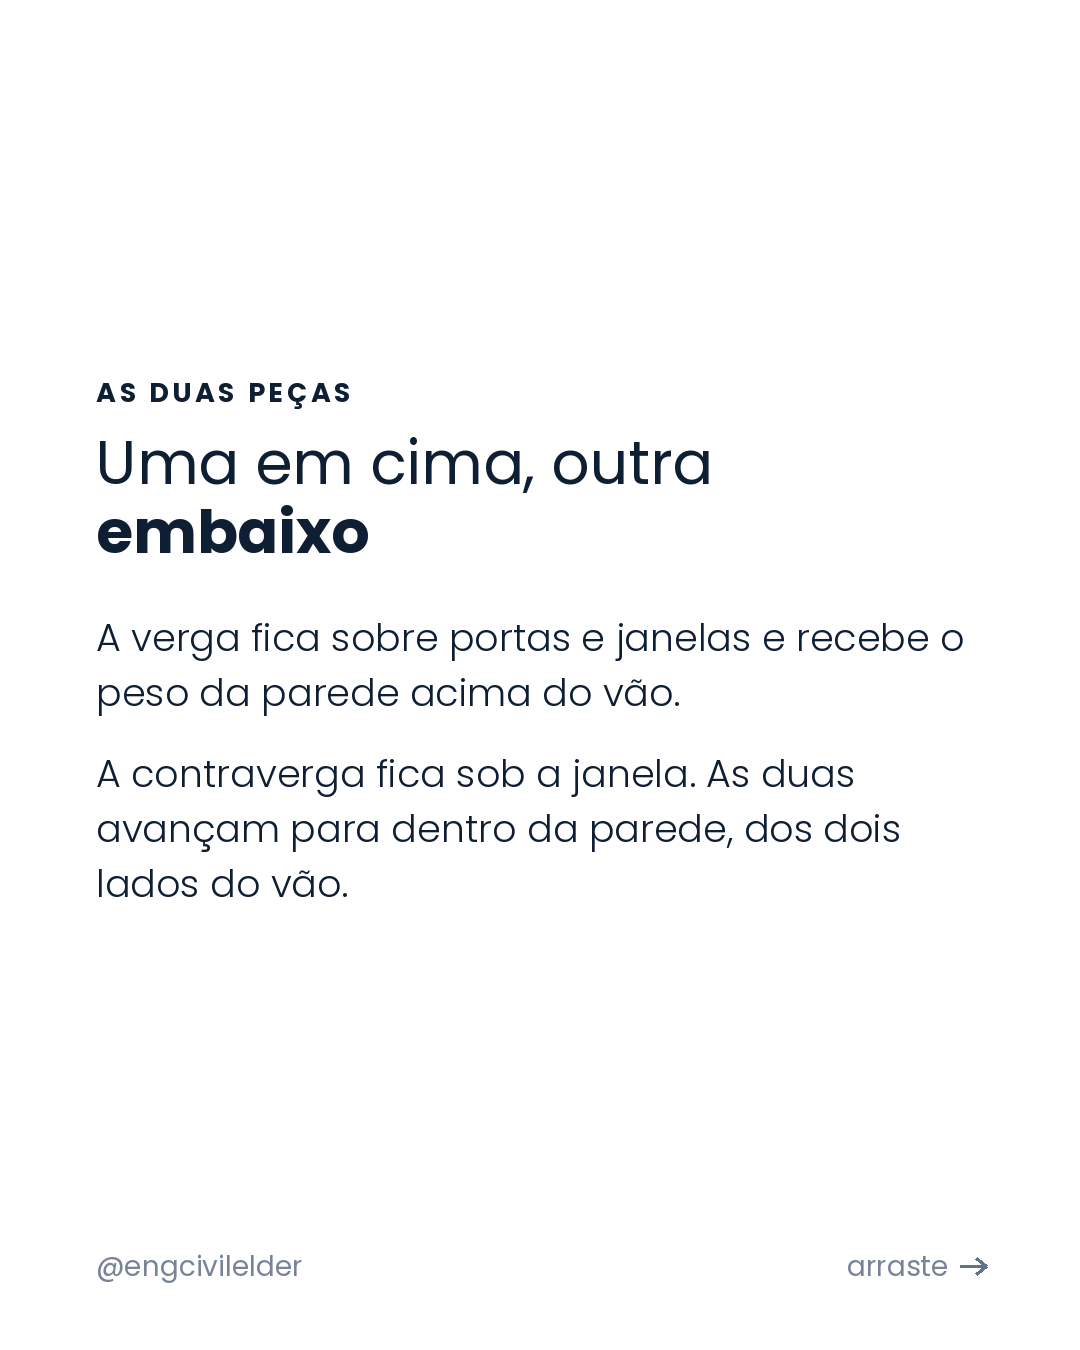 AS DUAS PEÇAS
Uma em cima, outra
embaixo
A verga fica sobre portas e janelas e recebe o
peso da parede acima do vão.
A contraverga fica sob a janela. As duas
avançam para dentro da parede, dos dois
lados do vão.
@engcivilelder
arraste →